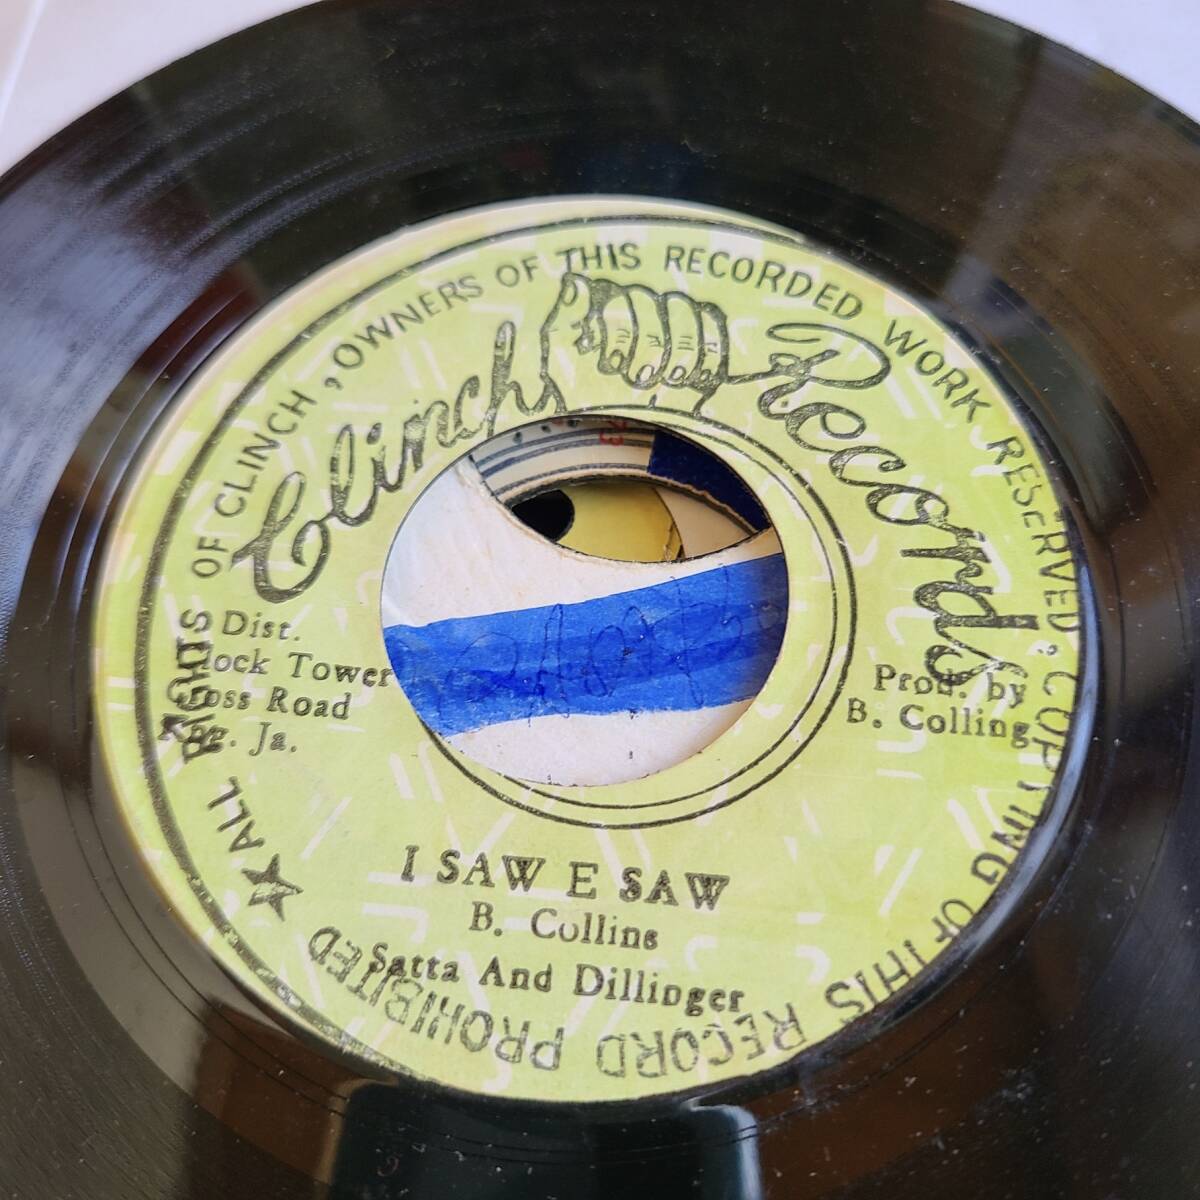 ★ ALL RIGHTS OF CLINCH, OWNERS OF THIS RECORDED WORK RESERVED: COPYING OF THIS RECORD PROHIBITED
Clinch Records
Dist.
lock Tower
oss Road
Kg. Ja.
Prod. by
B. Colling
I SAW E SAW
B. Collins
Satta And Dillinger